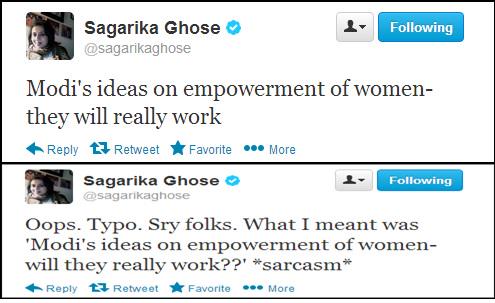 Sagarika Ghose
Following
@sagarikaghose
Modi's ideas on empowerment of women-
they will really work
Reply Retweet Favorite More
Sagarika Ghose
Following
@sagarikaghose
Oops. Typo. Sry folks. What I meant was
'Modi's ideas on empowerment of women-
will they really work??' *sarcasm*
Reply Retweet Favorite More